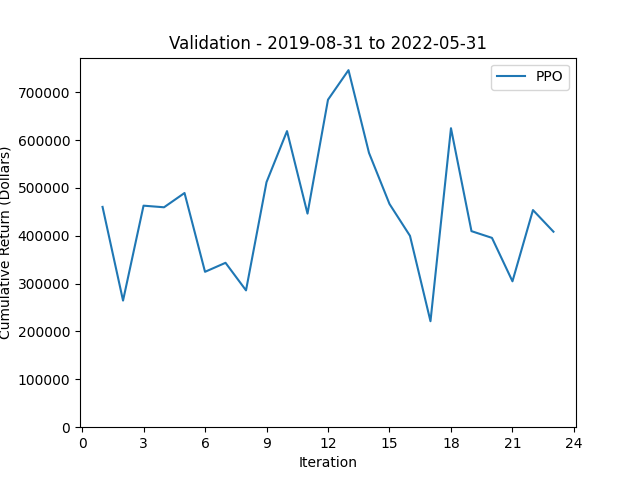 Validation - 2019-08-31 to 2022-05-31
PPO
Cumulative Return (Dollars)
700000
600000
500000
400000
300000
200000
100000
0
0 3 6 9 12 15 18 21 24
Iteration